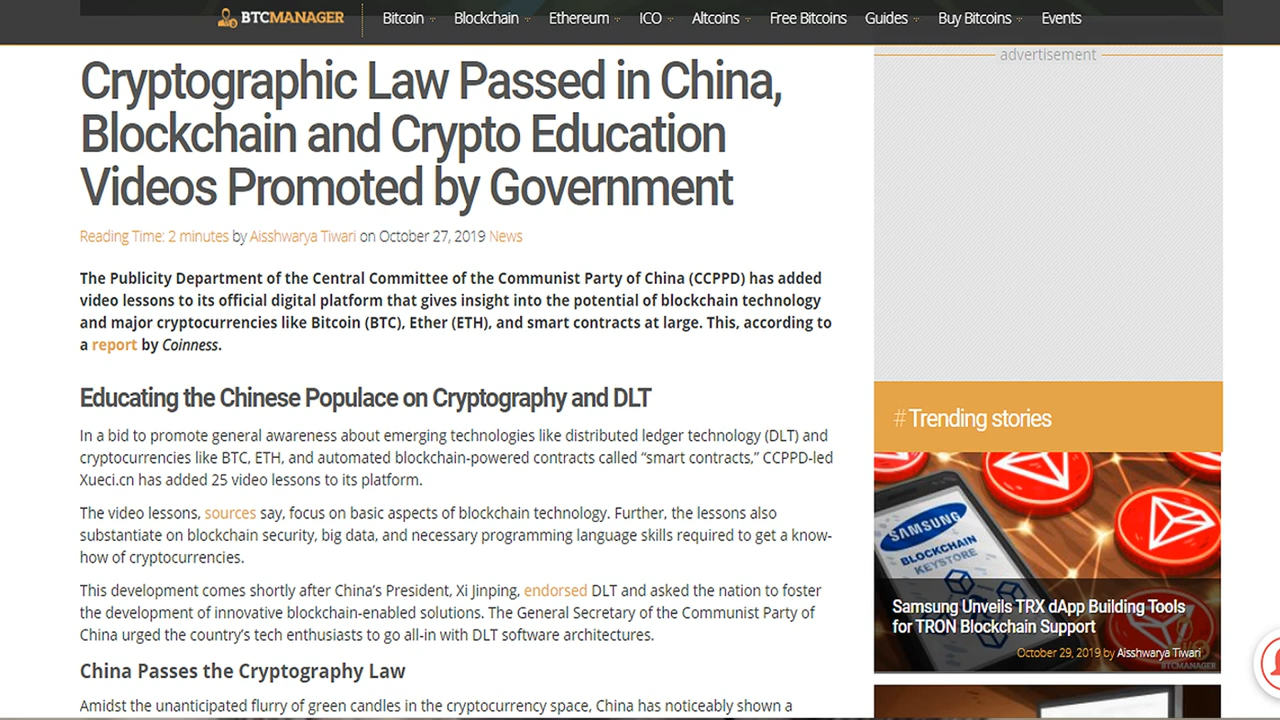 BTCMANAGER
Bitcoin Blockchain Ethereum ICO Altcoins Free Bitcoins Guides Buy Bitcoins Events
Cryptographic Law Passed in China,
Blockchain and Crypto Education
Videos Promoted by Government
Reading Time: 2 minutes by Aisshwarya Tiwari on October 27, 2019 News
The Publicity Department of the Central Committee of the Communist Party of China (CCPPD) has added
video lessons to its official digital platform that gives insight into the potential of blockchain technology
and major cryptocurrencies like Bitcoin (BTC), Ether (ETH), and smart contracts at large. This, according to
a report by Coinness.
Educating the Chinese Populace on Cryptography and DLT
In a bid to promote general awareness about emerging technologies like distributed ledger technology (DLT) and
cryptocurrencies like BTC, ETH, and automated blockchain-powered contracts called “smart contracts,” CCPPD-led
Xueci.cn has added 25 video lessons to its platform.
The video lessons, sources say, focus on basic aspects of blockchain technology. Further, the lessons also
substantiate on blockchain security, big data, and necessary programming language skills required to get a know-
how of cryptocurrencies.
This development comes shortly after China’s President, Xi Jinping, endorsed DLT and asked the nation to foster
the development of innovative blockchain-enabled solutions. The General Secretary of the Communist Party of
China urged the country’s tech enthusiasts to go all-in with DLT software architectures.
China Passes the Cryptography Law
Amidst the unanticipated flurry of green candles in the cryptocurrency space, China has noticeably shown a
advertisement
# Trending stories
SAMSUNG
BLOCKCHAIN
KEYSTORE
Samsung Unveils TRX dApp Building Tools
for TRON Blockchain Support
October 29, 2019 by Aisshwarya Tiwari
BTCMANAGER